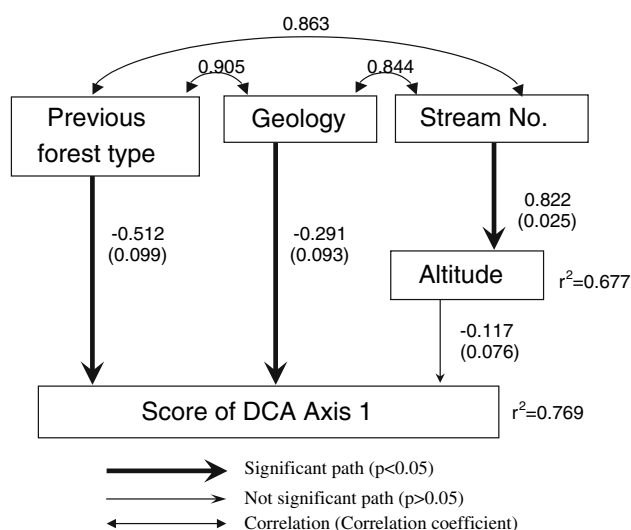 0.863
0.905
0.844
Previous
forest type
Geology
Stream No.
-0.512
(0.099)
-0.291
(0.093)
0.822
(0.025)
Altitude
r²=0.677
-0.117
(0.076)
Score of DCA Axis 1
r²=0.769
Significant path (p<0.05)
Not significant path (p>0.05)
Correlation (Correlation coefficient)